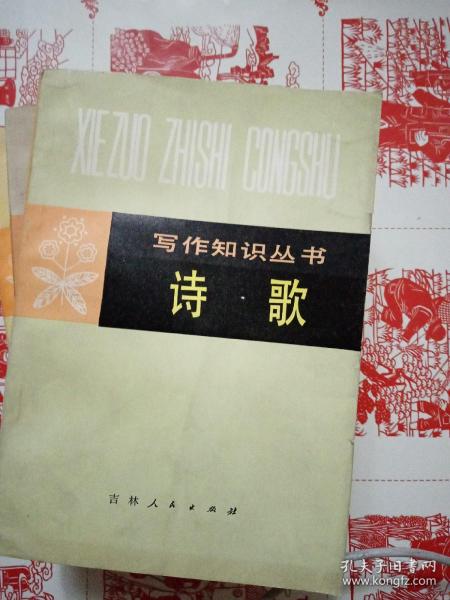 XIEZUO ZHISHI CONGSHU
写作知识丛书
诗·歌
吉林人民出版社
孔夫子旧书网
www.kongfz.com